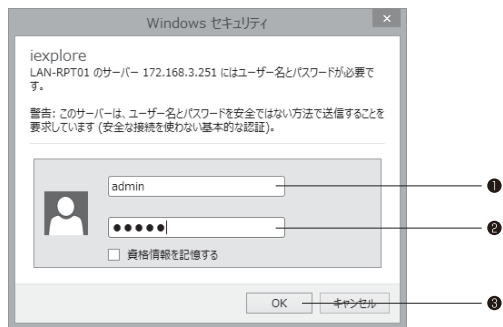 Windows セキュリティ
iexplore
LAN-RPT01 のサーバー 172.168.3.251 にはユーザー名とパスワードが必要で
す。
警告: このサーバーは、ユーザー名とパスワードを安全ではない方法で送信することを
要求しています (安全な接続を使わない基本的な認証)。
admin
❶
●●●●●
❷
資格情報を記憶する
OK
キャンセル
❸